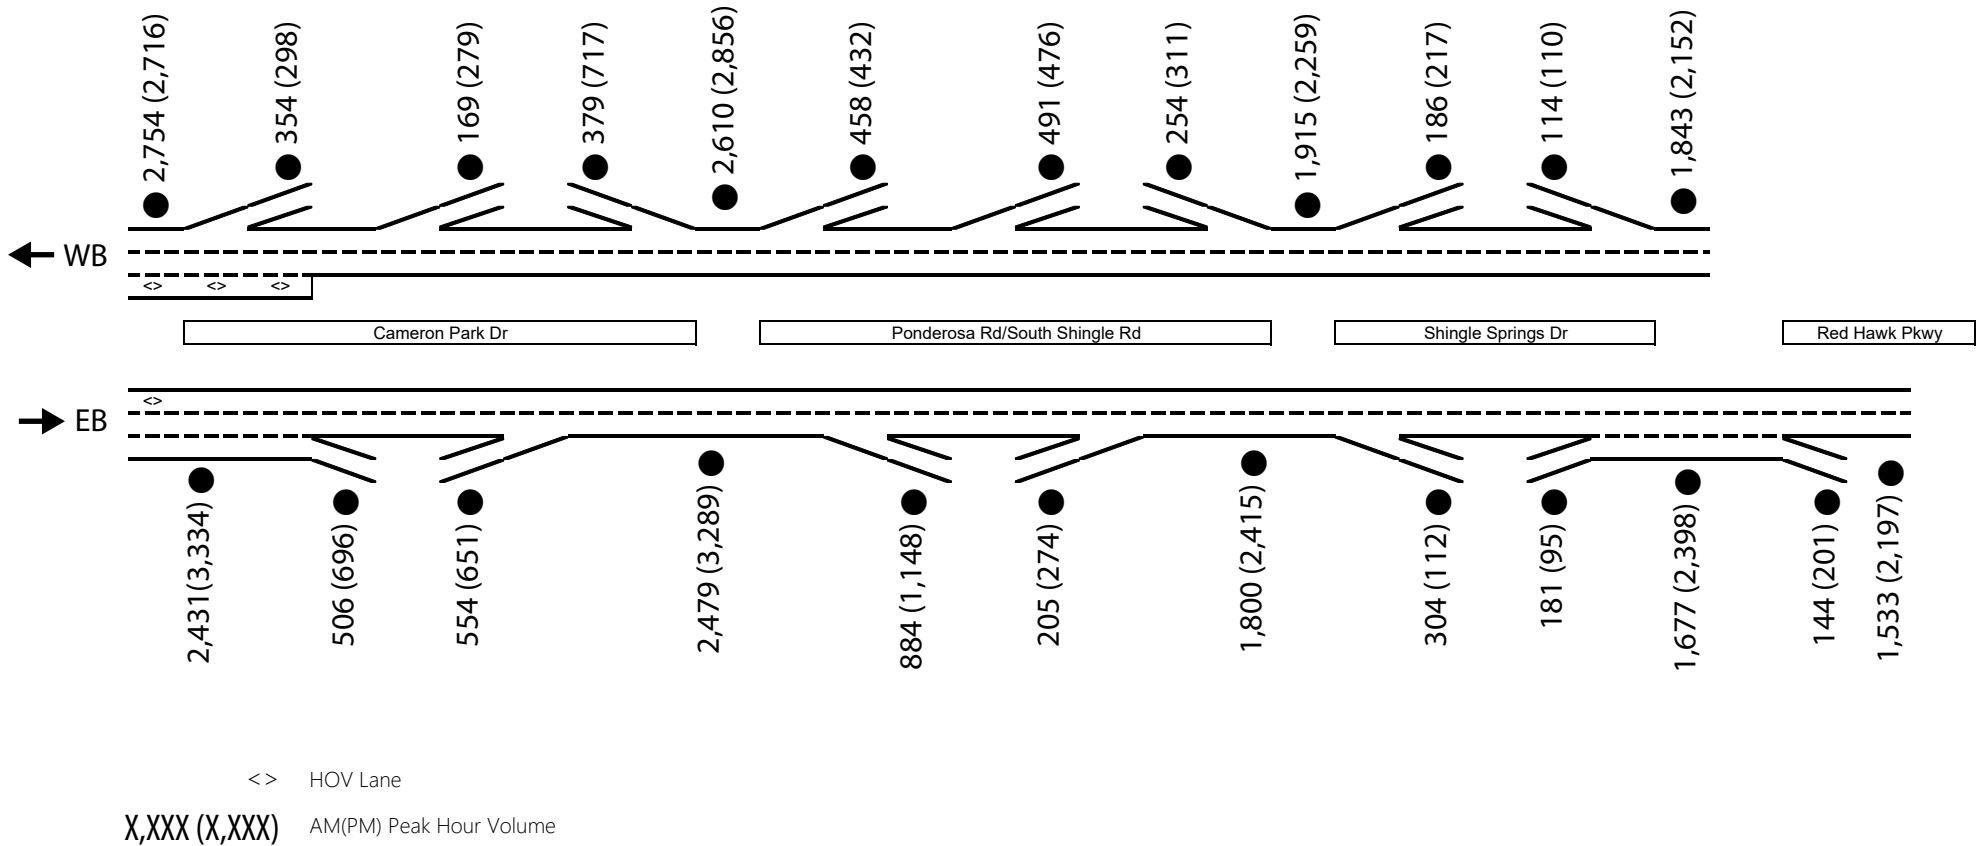 2,754 (2,716)
354 (298)
169 (279)
379 (717)
2,610 (2,856)
458 (432)
491 (476)
254 (311)
1,915 (2,259)
186 (217)
114 (110)
1,843 (2,152)
WB
<> <> <>
Cameron Park Dr
Ponderosa Rd/South Shingle Rd
Shingle Springs Dr
Red Hawk Pkwy
<>
EB
2,431(3,334)
506 (696)
554 (651)
2,479 (3,289)
884 (1,148)
205 (274)
1,800 (2,415)
304 (112)
181 (95)
1,677 (2,398)
144 (201)
1,533 (2,197)
<> HOV Lane
X,XXX (X,XXX) AM(PM) Peak Hour Volume